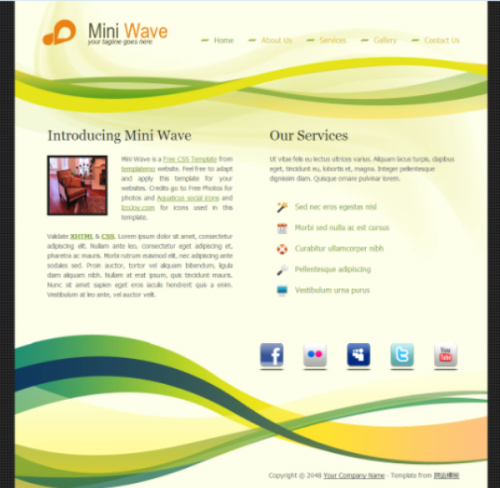 Mini Wave
your tagline goes here
Home About Us Services Gallery Contact Us
Introducing Mini Wave
Mini Wave is a Free CSS Template from
templatemo website. Feel free to adapt
and apply this template for your
websites. Credits go to Free Photos for
photos and Aquaticus social icons and
for icons used in this
template.
Validate XHTML & CSS. Lorem ipsum dolor sit amet, consectetur
adipiscing elit. Nullam ante leo, consectetur eget adipiscing et,
pharetra ac mauris. Morbi rutrum euismod elit, nec adipiscing ante
sodales sed. Proin auctor, tortor vel aliquam bibendum, ligula
diam aliquam nibh. Nullam at erat ipsum, quis tincidunt mauris.
Nunc sit amet sapien eget eros iaculis hendrerit quis a enim.
Vestibulum at leo ante, vel auctor velit.
Our Services
Ut vitae felis eu lectus ultrices varius. Aliquam lacus turpis, dapibus
eget, tincidunt eu, lobortis et, magna. Integer pellentesque
dignissim diam. Quisque ornare pulvinar lorem.
Sed nec eros egestas nisl
Morbi sed nulla ac est cursus
Curabitur ullamcorper nibh
Pellentesque adipiscing
Vestibulum urna purus
You
Tube
Copyright © 2048 Your Company Name - Template from